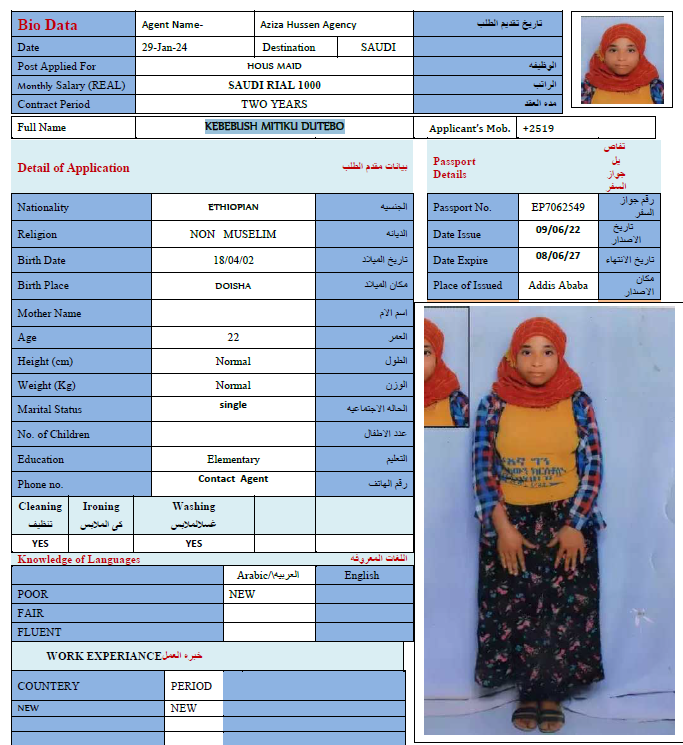 Bio Data Agent Name- Aziza Hussen Agency تاريخ تقديم الطلب
Date 29-Jan-24 Destination SAUDI
Post Applied For HOUS MAID الوظيفه
Monthly Salary (REAL) SAUDI RIAL 1000 الراتب
Contract Period TWO YEARS مده العقد
Full Name KEBEBUSH MITIKU DUTEBO Applicant's Mob. +2519
Detail of Application بيانات مقدم الطلب
Passport Details تفاص يل جواز السفر
Nationality ETHIOPIAN الجنسيه
Passport No. EP7062549 رقم جواز السفر
Religion NON MUSELIM الديانه
Date Issue 09/06/22 تاريخ الاصدار
Birth Date 18/04/02 تاريخ الميلاد
Date Expire 08/06/27 تاريخ الانتهاء
Birth Place DOISHA مكان الميلاد
Place of Issued Addis Ababa مكان الاصدار
Mother Name اسم الام
Age 22 العمر
Height (cm) Normal الطول
Weight (Kg) Normal الوزن
Marital Status single الحاله الاجتماعيه
No. of Children عدد الاطفال
Education Elementary التعليم
Phone no. Contact Agent رقم الهاتف
Cleaning Ironing Washing
تنظيف كي الملابس غسلالملابس
YES YES
Knowledge of Languages اللغات المعروفه
Arabic/العربيه\ English
POOR NEW
FAIR
FLUENT
WORK EXPERIANCE خبره العمل
COUNTERY PERIOD
NEW NEW